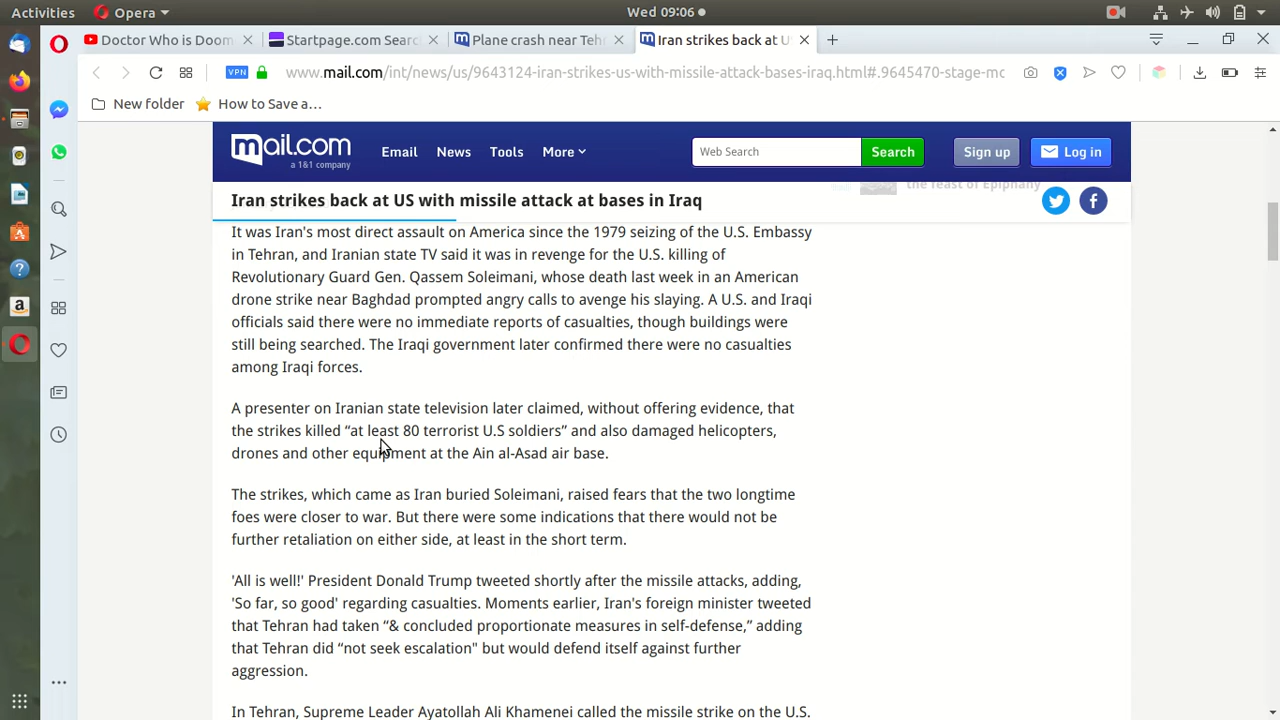 Activities
Opera
Wed 09:06
Doctor Who is Doom
Startpage.com Searc
Plane crash near Teh
Iran strikes back at U
VPN
www.mail.com/int/news/us/9643124-iran-strikes-us-with-missile-attack-bases-iraq.html#.9645470-stage-mc
New folder
How to Save a...
mail.com
a 1&1 company
Email
News
Tools
More
Web Search
Search
Sign up
Log in
the feast of Epiphany
Iran strikes back at US with missile attack at bases in Iraq
It was Iran's most direct assault on America since the 1979 seizing of the U.S. Embassy
in Tehran, and Iranian state TV said it was in revenge for the U.S. killing of
Revolutionary Guard Gen. Qassem Soleimani, whose death last week in an American
drone strike near Baghdad prompted angry calls to avenge his slaying. A U.S. and Iraqi
officials said there were no immediate reports of casualties, though buildings were
still being searched. The Iraqi government later confirmed there were no casualties
among Iraqi forces.
A presenter on Iranian state television later claimed, without offering evidence, that
the strikes killed “at least 80 terrorist U.S soldiers” and also damaged helicopters,
drones and other equipment at the Ain al-Asad air base.
The strikes, which came as Iran buried Soleimani, raised fears that the two longtime
foes were closer to war. But there were some indications that there would not be
further retaliation on either side, at least in the short term.
'All is well!' President Donald Trump tweeted shortly after the missile attacks, adding,
'So far, so good' regarding casualties. Moments earlier, Iran's foreign minister tweeted
that Tehran had taken “& concluded proportionate measures in self-defense,” adding
that Tehran did “not seek escalation" but would defend itself against further
aggression.
In Tehran, Supreme Leader Ayatollah Ali Khamenei called the missile strike on the U.S.